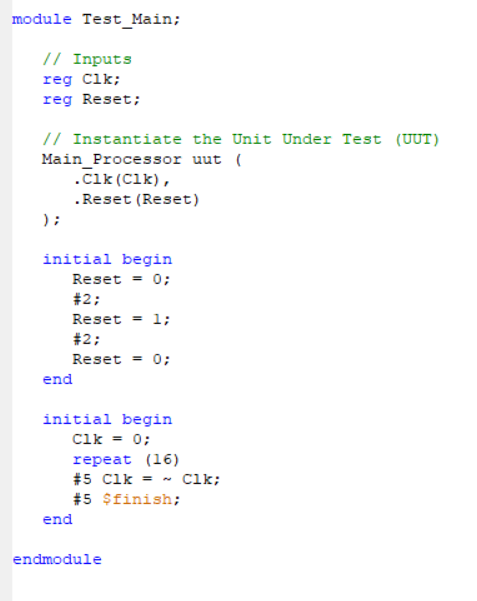 module Test_Main;
// Inputs
reg Clk;
reg Reset;
// Instantiate the Unit Under Test (UUT)
Main_Processor uut (
.Clk(Clk),
.Reset(Reset)
);
initial begin
Reset = 0;
#2;
Reset = 1;
#2;
Reset = 0;
end
initial begin
Clk = 0;
repeat (16)
#5 Clk = ~ Clk;
#5 $finish;
end
endmodule